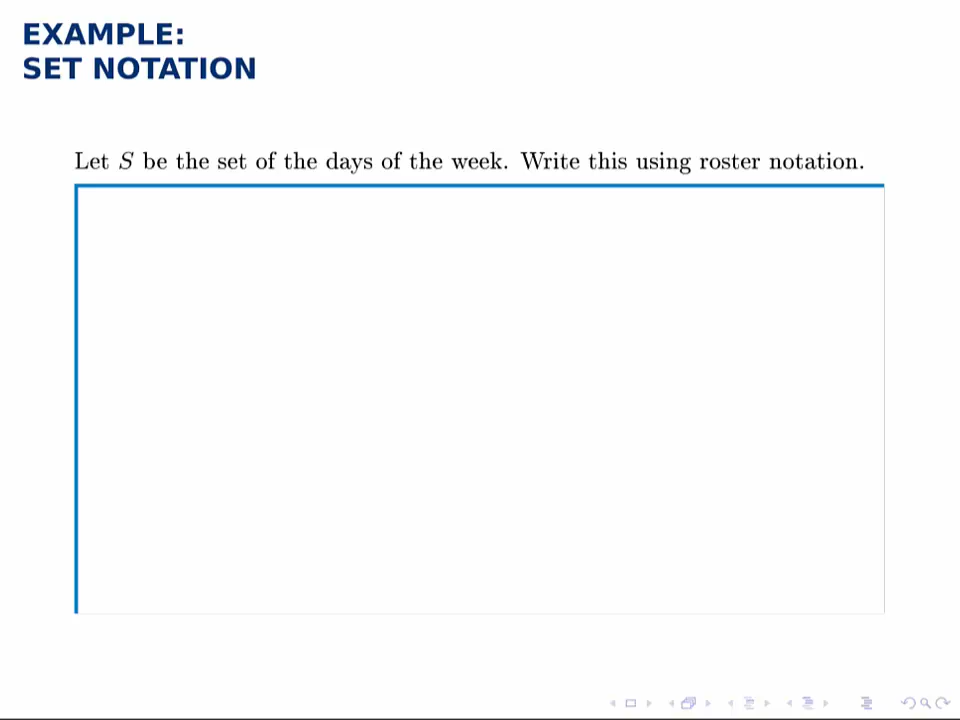 EXAMPLE:
SET NOTATION
Let S be the set of the days of the week. Write this using roster notation.